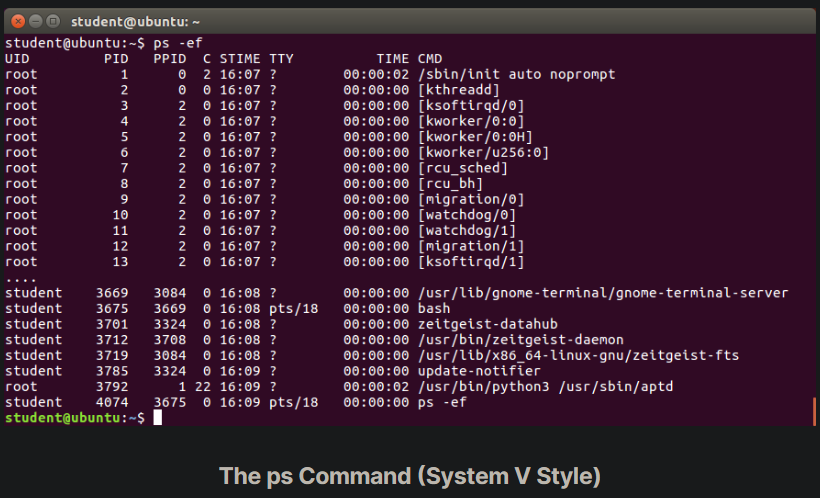 student@ubuntu: ~
student@ubuntu:~$ ps -ef
UID        PID  PPID  C STIME TTY          TIME CMD
root         1     0  2 16:07 ?        00:00:02 /sbin/init auto noprompt
root         2     0  0 16:07 ?        00:00:00 [kthreadd]
root         3     2  0 16:07 ?        00:00:00 [ksoftirqd/0]
root         4     2  0 16:07 ?        00:00:00 [kworker/0:0]
root         5     2  0 16:07 ?        00:00:00 [kworker/0:0H]
root         6     2  0 16:07 ?        00:00:00 [kworker/u256:0]
root         7     2  0 16:07 ?        00:00:00 [rcu_sched]
root         8     2  0 16:07 ?        00:00:00 [rcu_bh]
root         9     2  0 16:07 ?        00:00:00 [migration/0]
root        10     2  0 16:07 ?        00:00:00 [watchdog/0]
root        11     2  0 16:07 ?        00:00:00 [watchdog/1]
root        12     2  0 16:07 ?        00:00:00 [migration/1]
root        13     2  0 16:07 ?        00:00:00 [ksoftirqd/1]
....
student   3669  3084  0 16:08 ?        00:00:00 /usr/lib/gnome-terminal/gnome-terminal-server
student   3675  3669  0 16:08 pts/18   00:00:00 bash
student   3701  3324  0 16:08 ?        00:00:00 zeitgeist-datahub
student   3712  3708  0 16:08 ?        00:00:00 /usr/bin/zeitgeist-daemon
student   3719  3084  0 16:08 ?        00:00:00 /usr/lib/x86_64-linux-gnu/zeitgeist-fts
student   3785  3324  0 16:09 ?        00:00:00 update-notifier
root      3792     1 22 16:09 ?        00:00:02 /usr/bin/python3 /usr/sbin/aptd
student   4074  3675  0 16:09 pts/18   00:00:00 ps -ef
student@ubuntu:~$
The ps Command (System V Style)